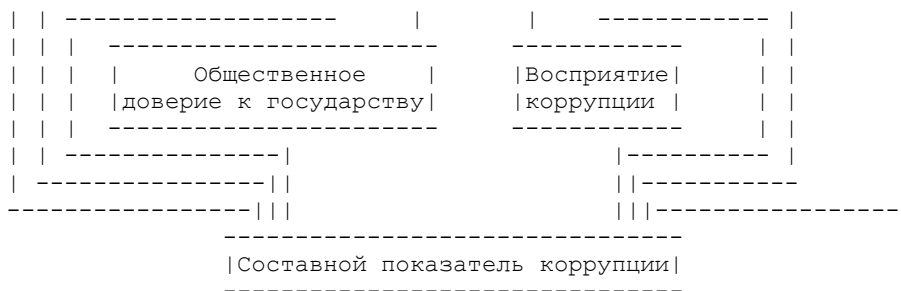 Общественное
доверие к государству
Восприятие
коррупции
Составной показатель коррупции